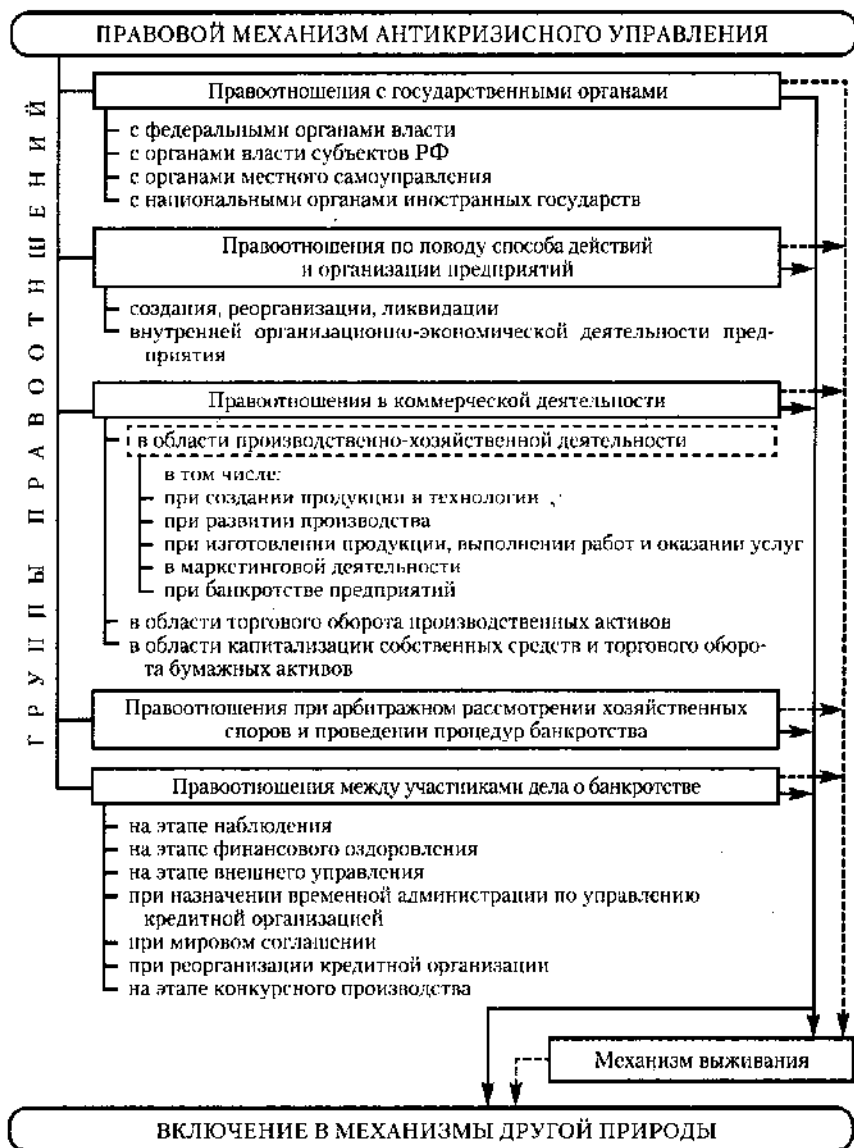 ПРАВОВОЙ МЕХАНИЗМ АНТИКРИЗИСНОГО УПРАВЛЕНИЯ
ГРУППЫ ПРАВООТНШЕНИЙ
Правоотношения с государственными органами
с федеральными органами власти
с органами власти субъектов РФ
с органами местного самоуправления
с национальными органами иностранных государств
Правоотношения по поводу способа действий
и организации предприятий
создания, реорганизации, ликвидации
внутренней организационно-экономической деятельности пред-
приятия
Правоотношения в коммерческой деятельности
в области производственно-хозяйственной деятельности
в том числе:
при создании продукции и технологии
при развитии производства
при изготовлении продукции, выполнении работ и оказании услуг
в маркетинговой деятельности
при банкротстве предприятий
в области торгового оборота производственных активов
в области капитализации собственных средств и торгового оборо-
та бумажных активов
Правоотношения при арбитражном рассмотрении хозяйственных
споров и проведении процедур банкротства
Правоотношения между участниками дела о банкротстве
на этапе наблюдения
на этапе финансового оздоровления
на этапе внешнего управления
при назначении временной администрации по управлению
кредитной организацией
при мировом соглашении
при реорганизации кредитной организации
на этапе конкурсного производства
Механизм выживания
ВКЛЮЧЕНИЕ В МЕХАНИЗМЫ ДРУГОЙ ПРИРОДЫ